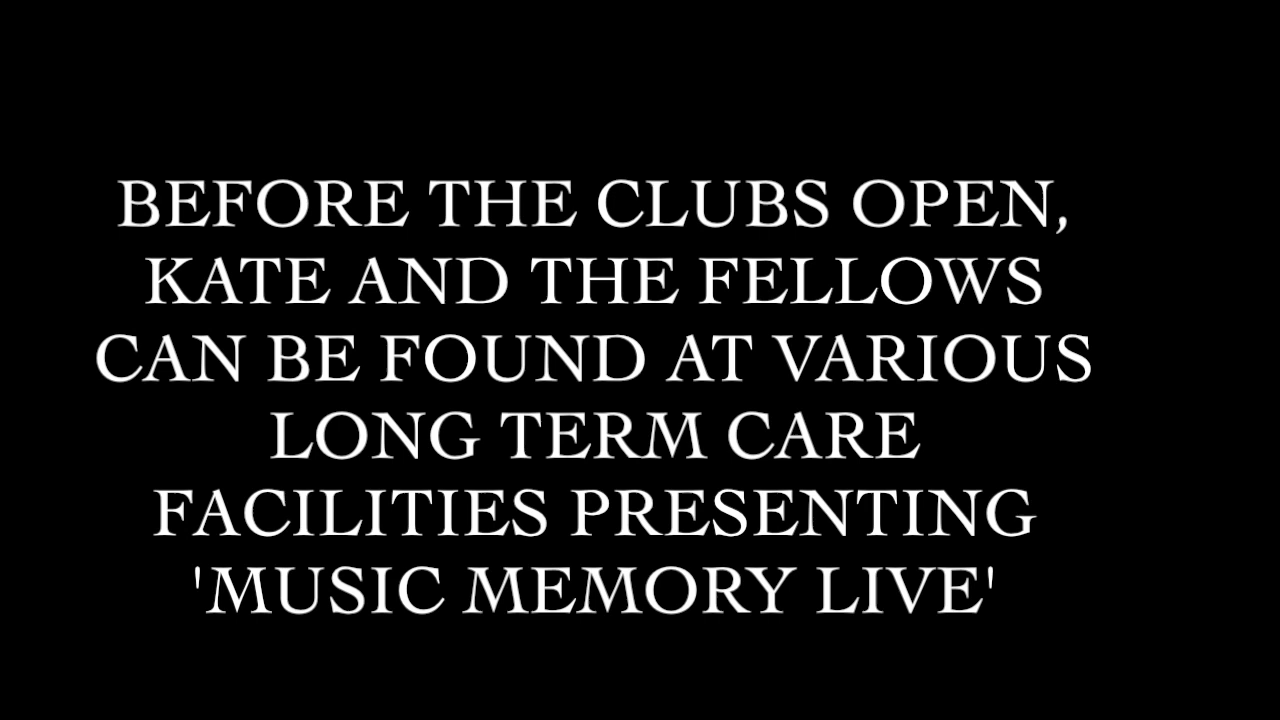 BEFORE THE CLUBS OPEN,
KATE AND THE FELLOWS
CAN BE FOUND AT VARIOUS
LONG TERM CARE
FACILITIES PRESENTING
'MUSIC MEMORY LIVE'